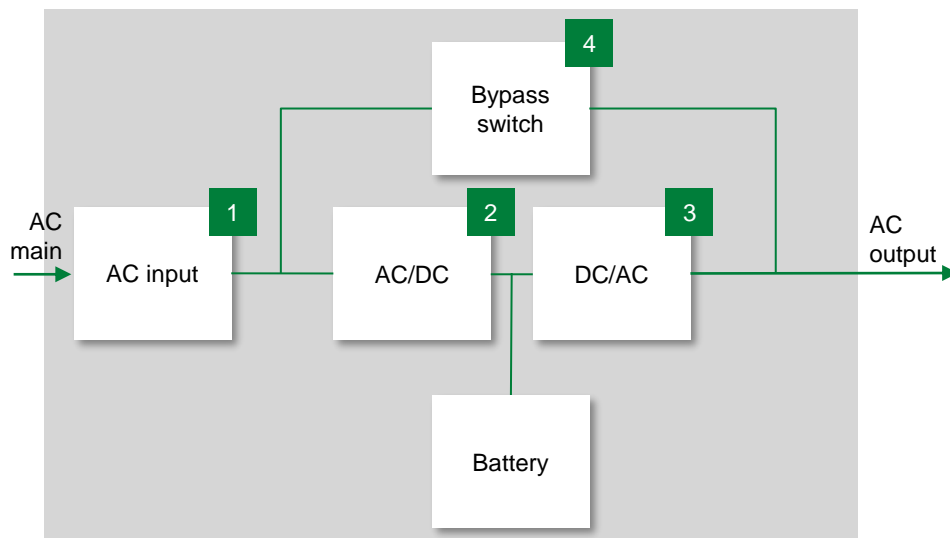 4
Bypass
switch
1
2
3
AC
main
AC input
AC/DC
DC/AC
AC
output
Battery